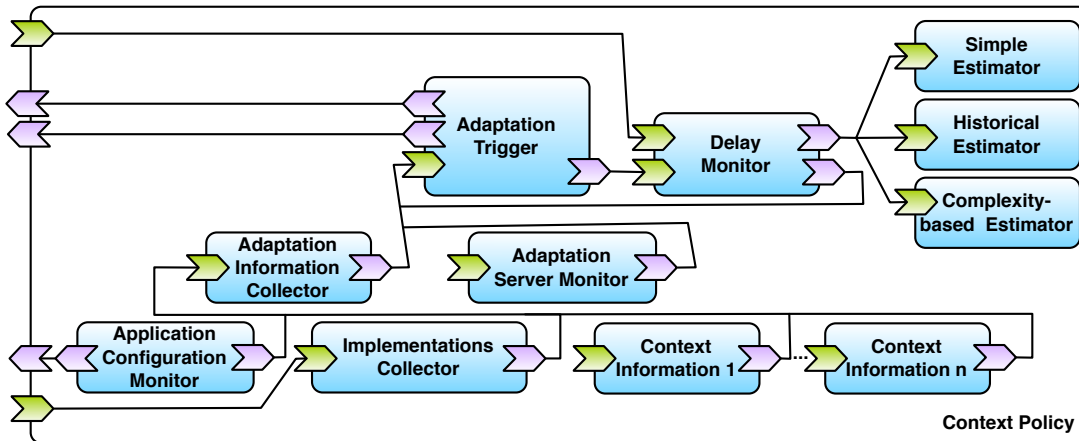 Simple
Estimator
Adaptation
Trigger
Delay
Monitor
Historical
Estimator
Complexity-
based Estimator
Adaptation
Information
Collector
Adaptation
Server Monitor
Application
Configuration
Monitor
Implementations
Collector
Context
Information 1
...
Context
Information n
Context Policy